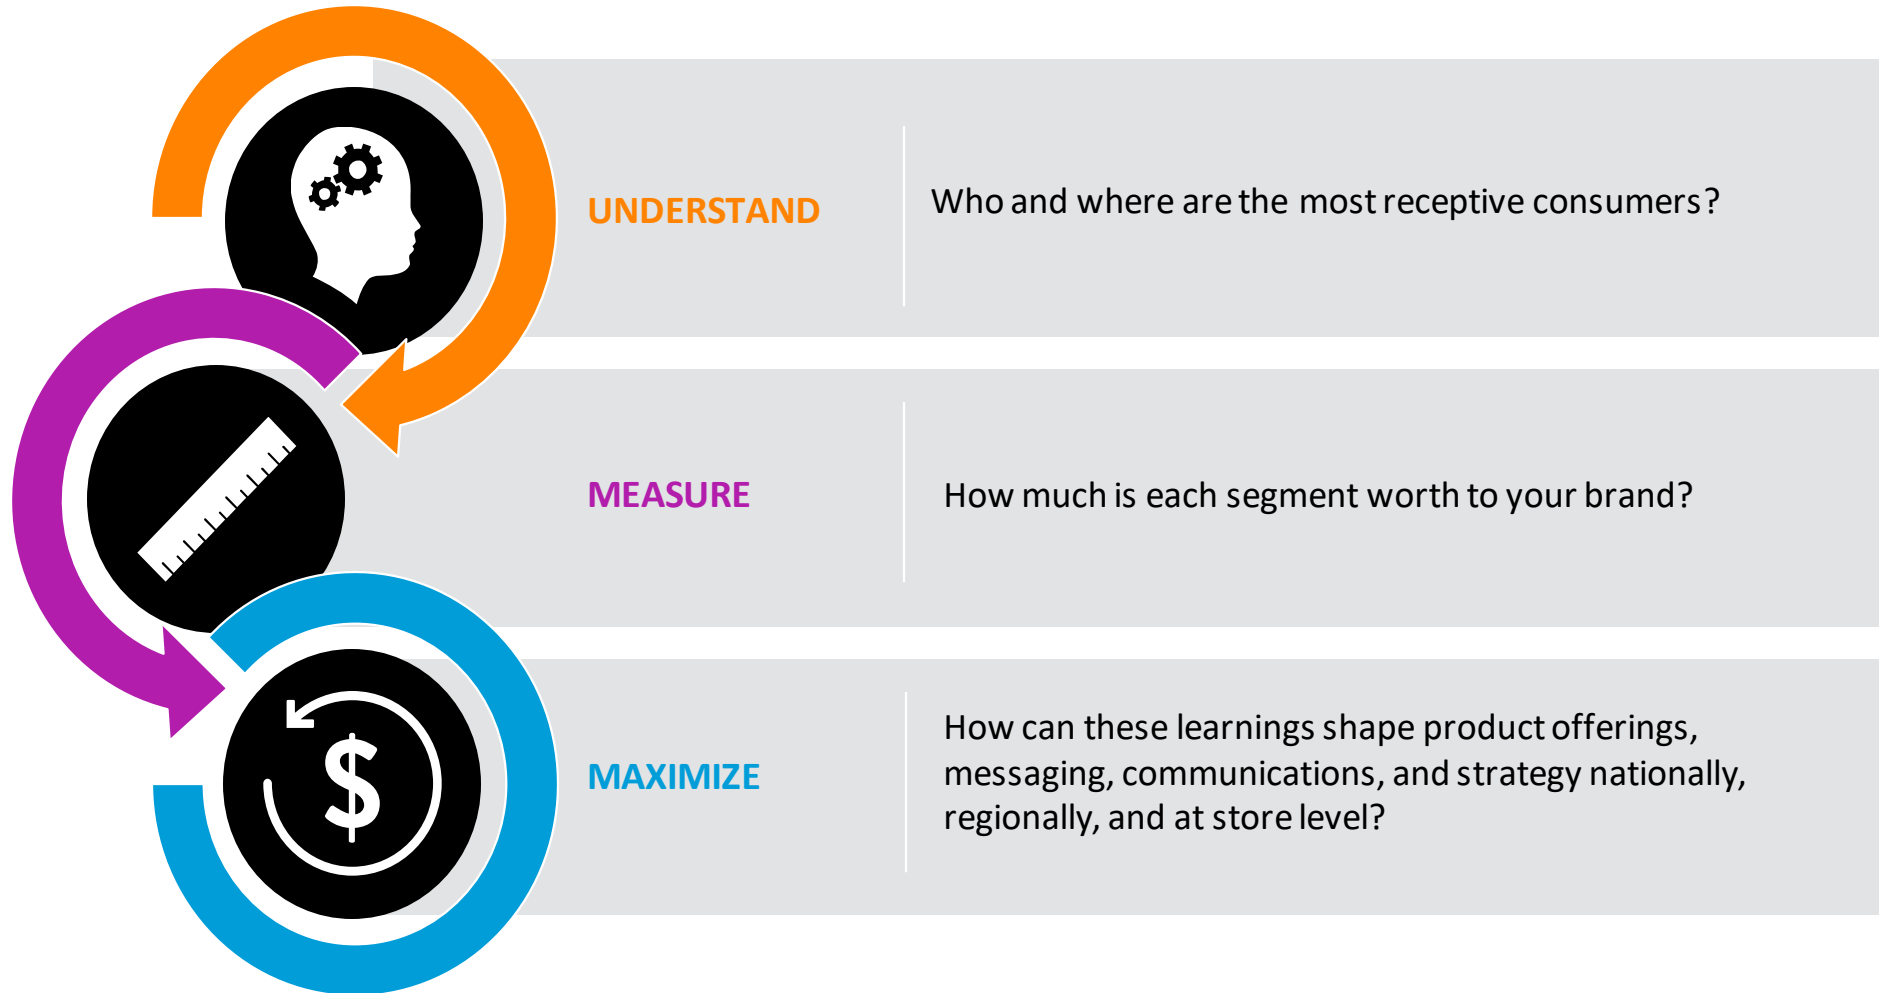 UNDERSTAND
Who and where are the most receptive consumers?
MEASURE
How much is each segment worth to your brand?
MAXIMIZE
How can these learnings shape product offerings,
messaging, communications, and strategy nationally,
regionally, and at store level?
$